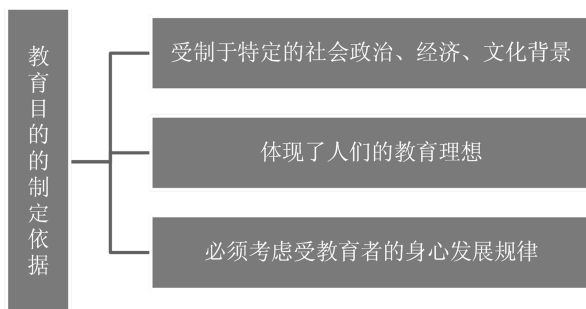 教育目的的制定依据
受制于特定的社会政治、经济、文化背景
体现了人们的教育理想
必须考虑受教育者的身心发展规律